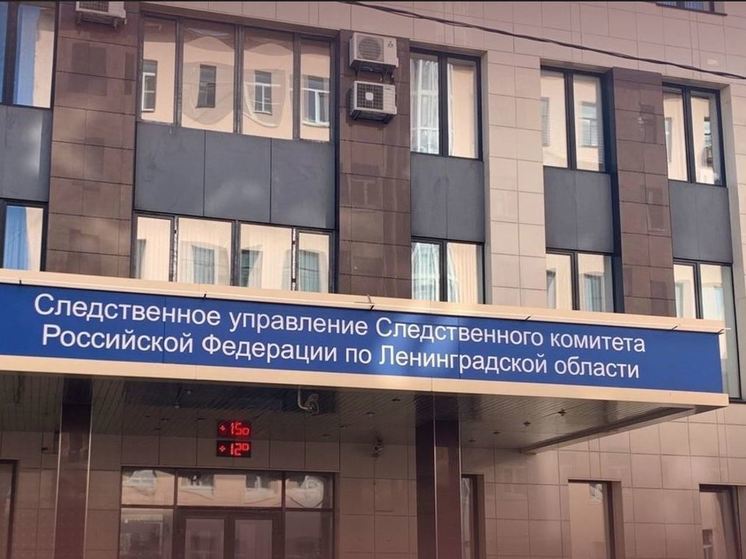 Следственное управление Следственного комитета
Российской Федерации по Ленинградской области
+15°
+12°